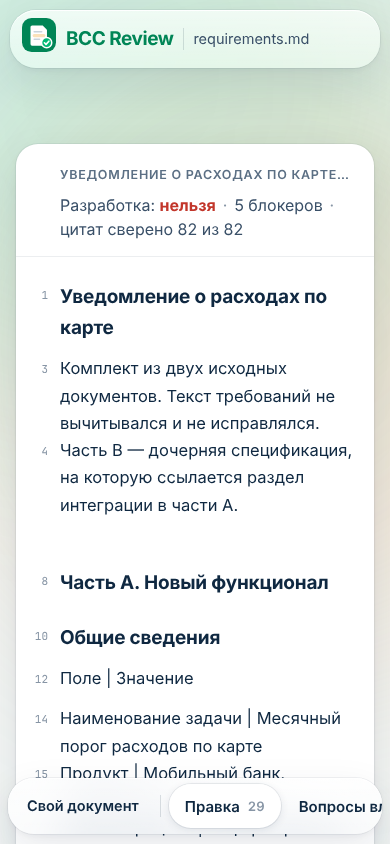 BCC Review | requirements.md
УВЕДОМЛЕНИЕ О РАСХОДАХ ПО КАРТЕ...
Разработка: нельзя · 5 блокеров ·
цитат сверено 82 из 82
1 Уведомление о расходах по
карте
3 Комплект из двух исходных
документов. Текст требований не
вычитывался и не исправлялся.
4 Часть B — дочерняя спецификация,
на которую ссылается раздел
интеграции в части А.
8 Часть А. Новый функционал
10 Общие сведения
12 Поле | Значение
14 Наименование задачи | Месячный
порог расходов по карте
15 Продукт | Мобильный банк,
Свой документ | Правка 29 Вопросы